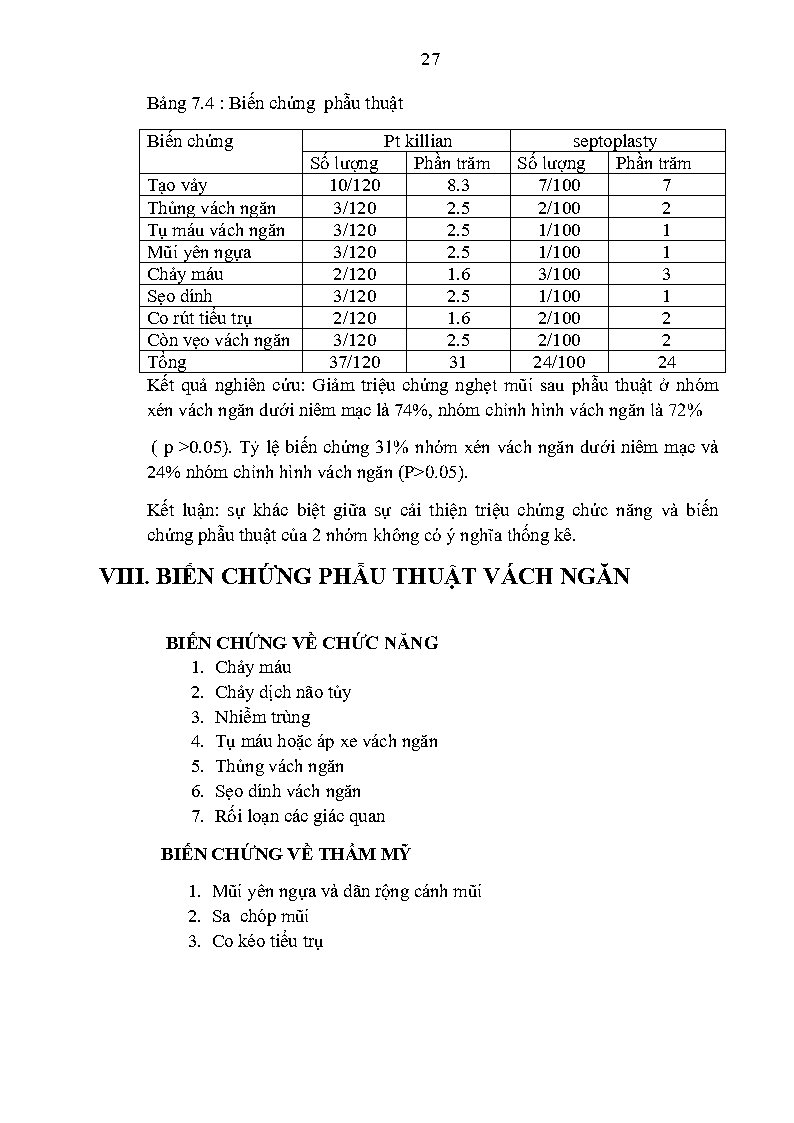 27
Bảng 7.4 : Biến chứng phẫu thuật
Biến chứng Pt killian septoplasty
Số lượng Phần trăm Số lượng Phần trăm
Tạo vảy 10/120 8.3 7/100 7
Thủng vách ngăn 3/120 2.5 2/100 2
Tụ máu vách ngăn 3/120 2.5 1/100 1
Mũi yên ngựa 3/120 2.5 1/100 1
Chảy máu 2/120 1.6 3/100 3
Sẹo dính 3/120 2.5 1/100 1
Co rút tiểu trụ 2/120 1.6 2/100 2
Còn vẹo vách ngăn 3/120 2.5 2/100 2
Tổng 37/120 31 24/100 24
Kết quả nghiên cứu: Giảm triệu chứng nghẹt mũi sau phẫu thuật ở nhóm
xén vách ngăn dưới niêm mạc là 74%, nhóm chỉnh hình vách ngăn là 72%
( p >0.05). Tỷ lệ biến chứng 31% nhóm xén vách ngăn dưới niêm mạc và
24% nhóm chỉnh hình vách ngăn (P>0.05).
Kết luận: sự khác biệt giữa sự cải thiện triệu chứng chức năng và biến
chứng phẫu thuật của 2 nhóm không có ý nghĩa thống kê.
VIII. BIẾN CHỨNG PHẪU THUẬT VÁCH NGĂN
BIẾN CHỨNG VỀ CHỨC NĂNG
1. Chảy máu
2. Chảy dịch não tủy
3. Nhiễm trùng
4. Tụ máu hoặc áp xe vách ngăn
5. Thủng vách ngăn
6. Sẹo dính vách ngăn
7. Rối loạn các giác quan
BIẾN CHỨNG VỀ THẨM MỸ
1. Mũi yên ngựa và dãn rộng cánh mũi
2. Sa chóp mũi
3. Co kéo tiểu trụ